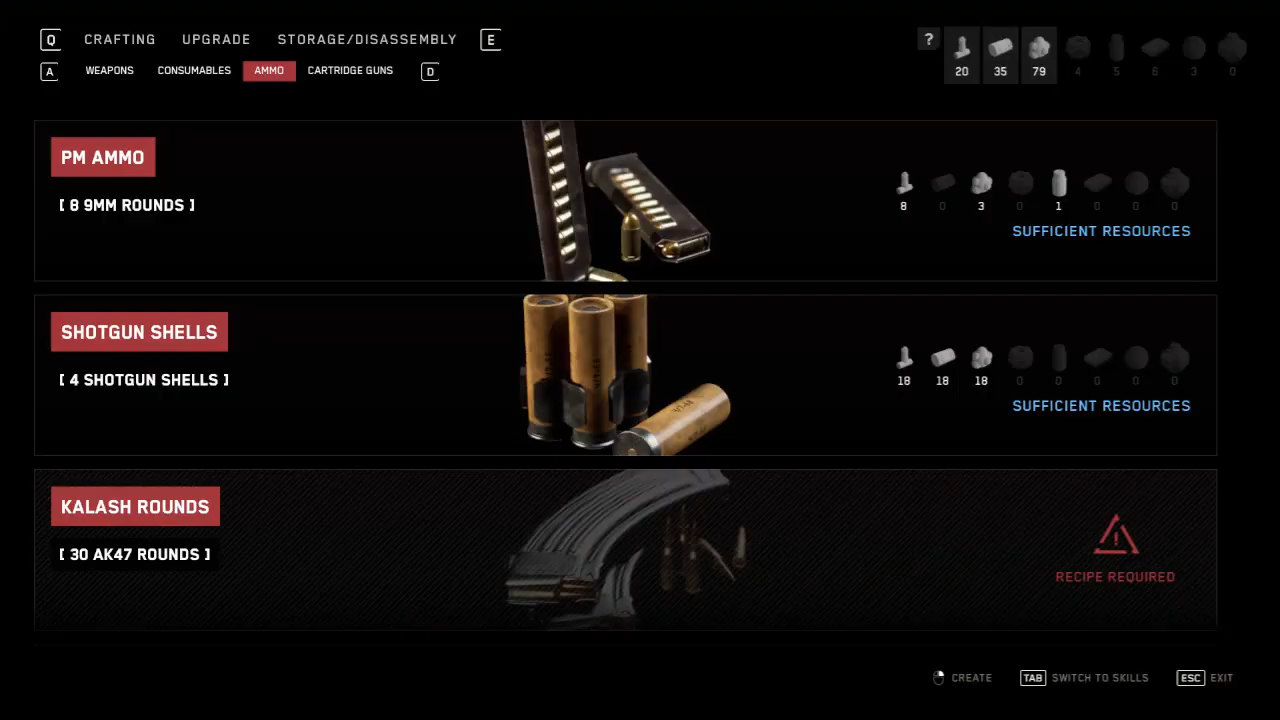 Q CRAFTING UPGRADE STORAGE/DISASSEMBLY E
A WEAPONS CONSUMABLES AMMO CARTRIDGE GUNS D
?
20 35 79 4 5 6 3 0
PM AMMO
[ 8 9MM ROUNDS ]
8 0 3 0 1 0 0 0
SUFFICIENT RESOURCES
SHOTGUN SHELLS
[ 4 SHOTGUN SHELLS ]
18 18 18 0 0 0 0 0
SUFFICIENT RESOURCES
KALASH ROUNDS
[ 30 AK47 ROUNDS ]
RECIPE REQUIRED
CREATE TAB SWITCH TO SKILLS ESC EXIT